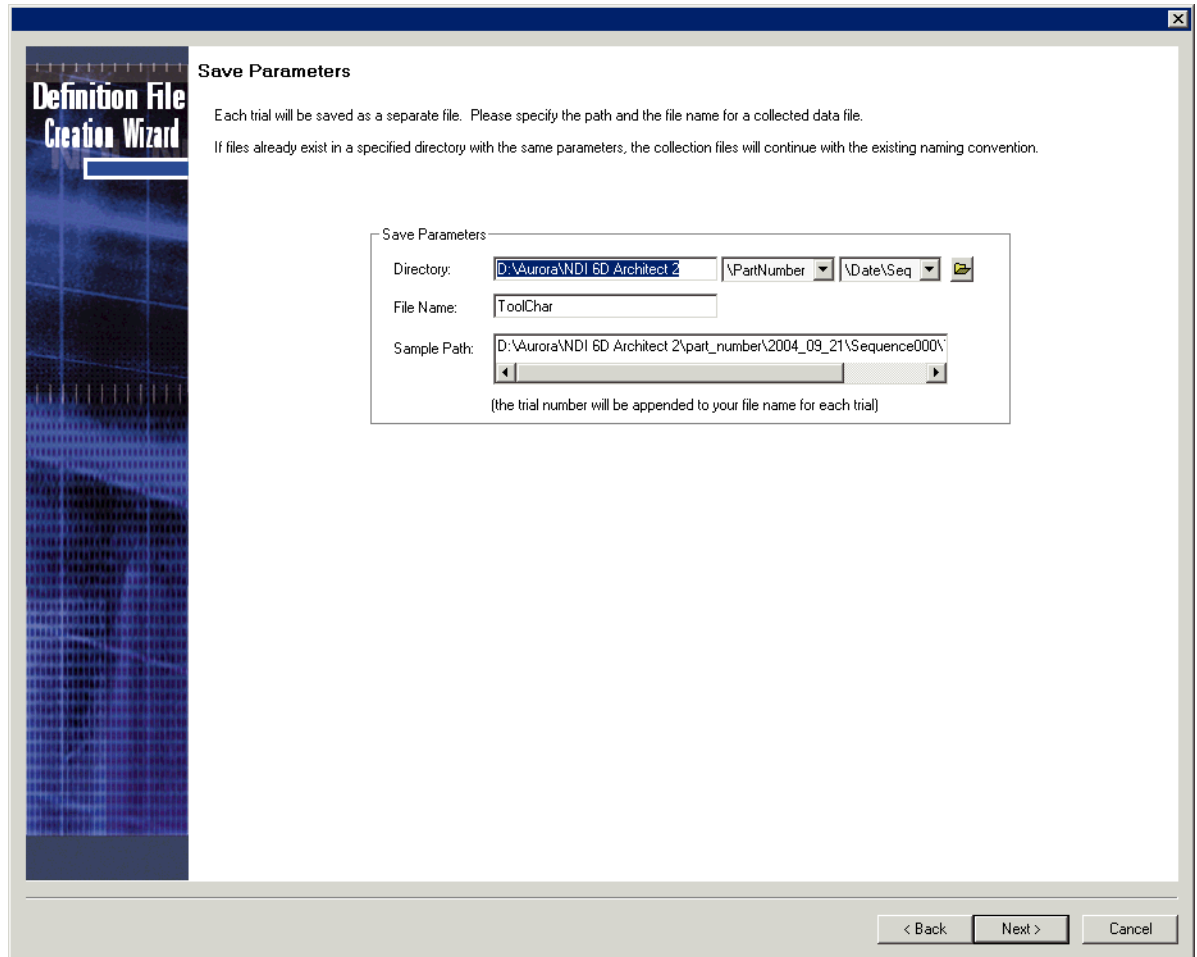 Definition File
Creation Wizard
Save Parameters
Each trial will be saved as a separate file. Please specify the path and the file name for a collected data file.
If files already exist in a specified directory with the same parameters, the collection files will continue with the existing naming convention.
Save Parameters
Directory: D:\Aurora\NDI 6D Architect 2 \PartNumber \Date\Seq
File Name: ToolChar
Sample Path: D:\Aurora\NDI 6D Architect 2\part_number\2004_09_21\Sequence000\
(the trial number will be appended to your file name for each trial)
< Back Next > Cancel